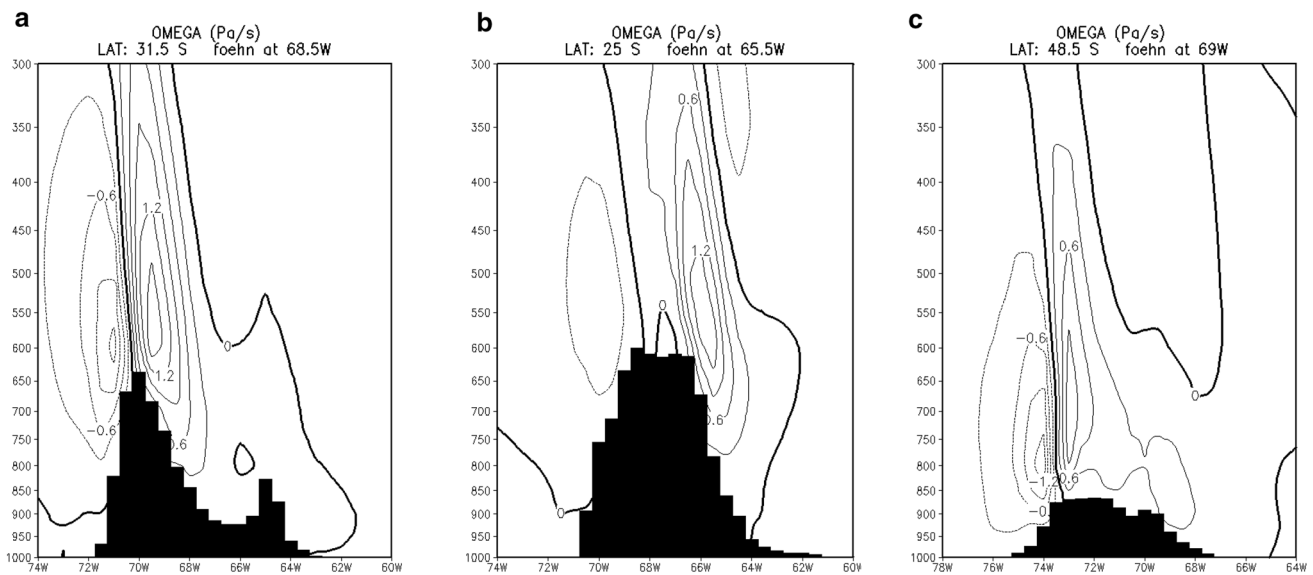 a
OMEGA (Pa/s)
LAT: 31.5 S foehn at 68.5W
300
350
400
450
500
550
600
650
700
750
800
850
900
950
1000
74W
72W
70W
68W
66W
64W
62W
60W
-0.6
1.2
0
1.2
-0.6
0.6
b
OMEGA (Pa/s)
LAT: 25 S foehn at 65.5W
300
350
400
450
500
550
600
650
700
750
800
850
900
950
1000
74W
72W
70W
68W
66W
64W
62W
60W
0.6
1.2
0
0.6
0
c
OMEGA (Pa/s)
LAT: 48.5 S foehn at 69W
300
350
400
450
500
550
600
650
700
750
800
850
900
950
1000
78W
76W
74W
72W
70W
68W
66W
64W
0.6
-0.6
0
-1.2
0.6